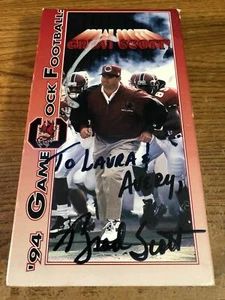 '94 GAMECOCK FOOTBALL
TO LAURA &
AVERY,
Brad Scott